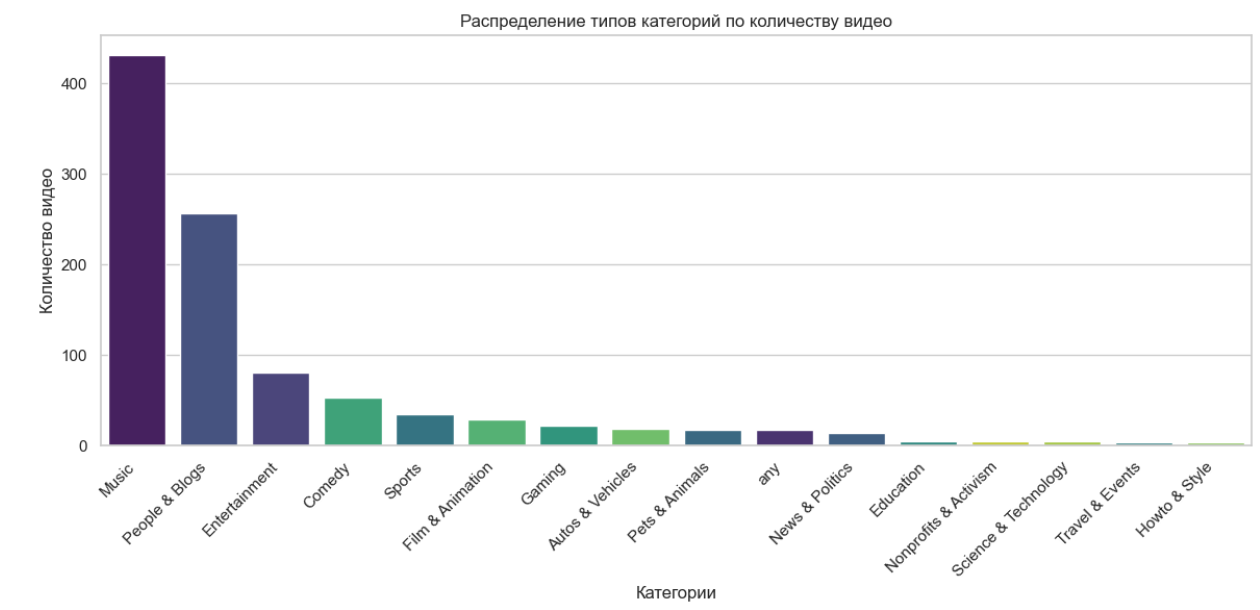 Распределение типов категорий по количеству видео
Количество видео
400
300
200
100
0
Music
People & Blogs
Entertainment
Comedy
Sports
Film & Animation
Gaming
Autos & Vehicles
Pets & Animals
any
News & Politics
Education
Nonprofits & Activism
Science & Technology
Travel & Events
Howto & Style
Категории